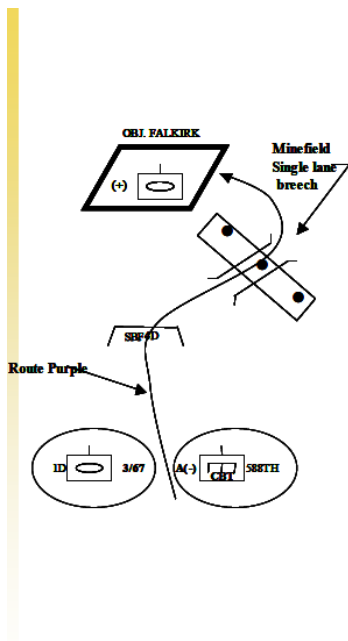 OBJ. FALKIRK
Minefield
Single lane
breech
(+)
SBF4D
Route Purple
1D
3/67
A(-)
CBT
588TH